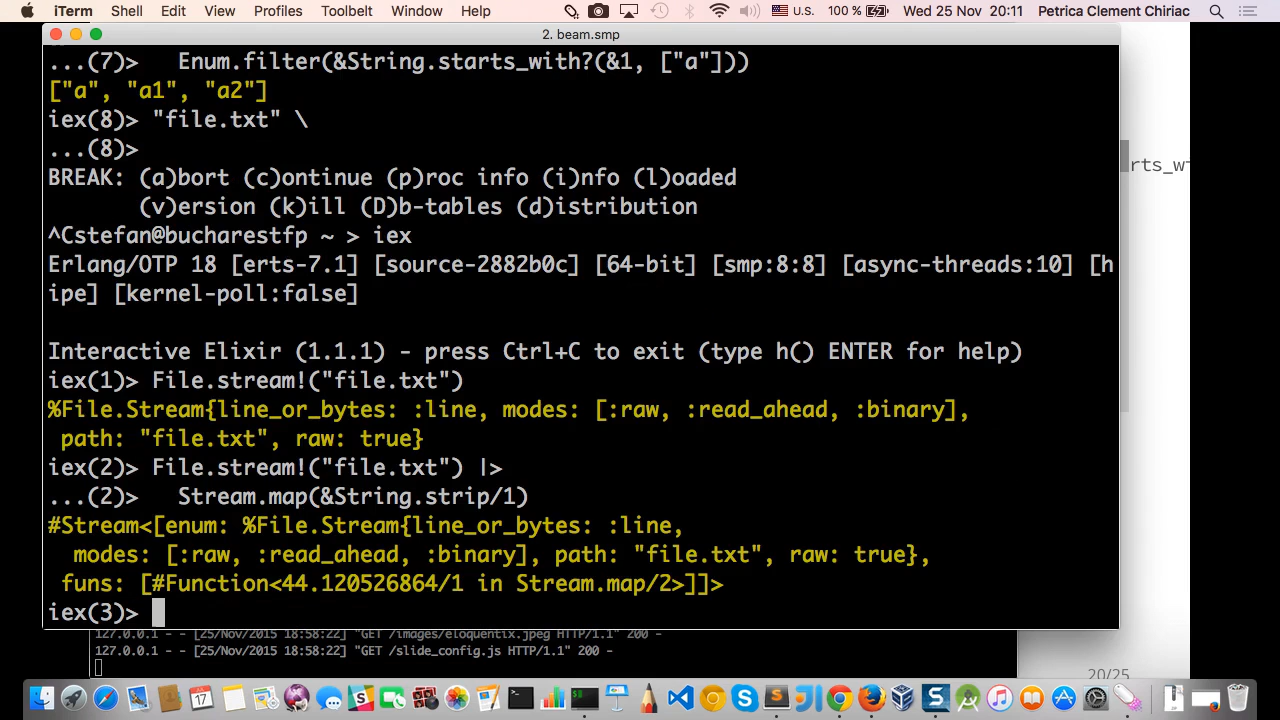 iTerm Shell Edit View Profiles Toolbelt Window Help U.S. 100 % Wed 25 Nov 20:11 Petrica Clement Chiriac
2. beam.smp
...(7)>   Enum.filter(&String.starts_with?(&1, ["a"]))
["a", "a1", "a2"]
iex(8)> "file.txt" \
...(8)>
BREAK: (a)bort (c)ontinue (p)roc info (i)nfo (l)oaded
       (v)ersion (k)ill (D)b-tables (d)istribution
^Cstefan@bucharestfp ~ > iex
Erlang/OTP 18 [erts-7.1] [source-2882b0c] [64-bit] [smp:8:8] [async-threads:10] [h
ipe] [kernel-poll:false]
Interactive Elixir (1.1.1) - press Ctrl+C to exit (type h() ENTER for help)
iex(1)> File.stream!("file.txt")
%File.Stream{line_or_bytes: :line, modes: [:raw, :read_ahead, :binary],
 path: "file.txt", raw: true}
iex(2)> File.stream!("file.txt") |>
...(2)>   Stream.map(&String.strip/1)
#Stream<[enum: %File.Stream{line_or_bytes: :line,
  modes: [:raw, :read_ahead, :binary], path: "file.txt", raw: true},
 funs: [#Function<44.120526864/1 in Stream.map/2>]]>
iex(3)>
127.0.0.1 - - [25/Nov/2015 18:58:22] "GET /images/eloquentix.jpeg HTTP/1.1" 200 -
127.0.0.1 - - [25/Nov/2015 18:58:22] "GET /slide_config.js HTTP/1.1" 200 -
20/25